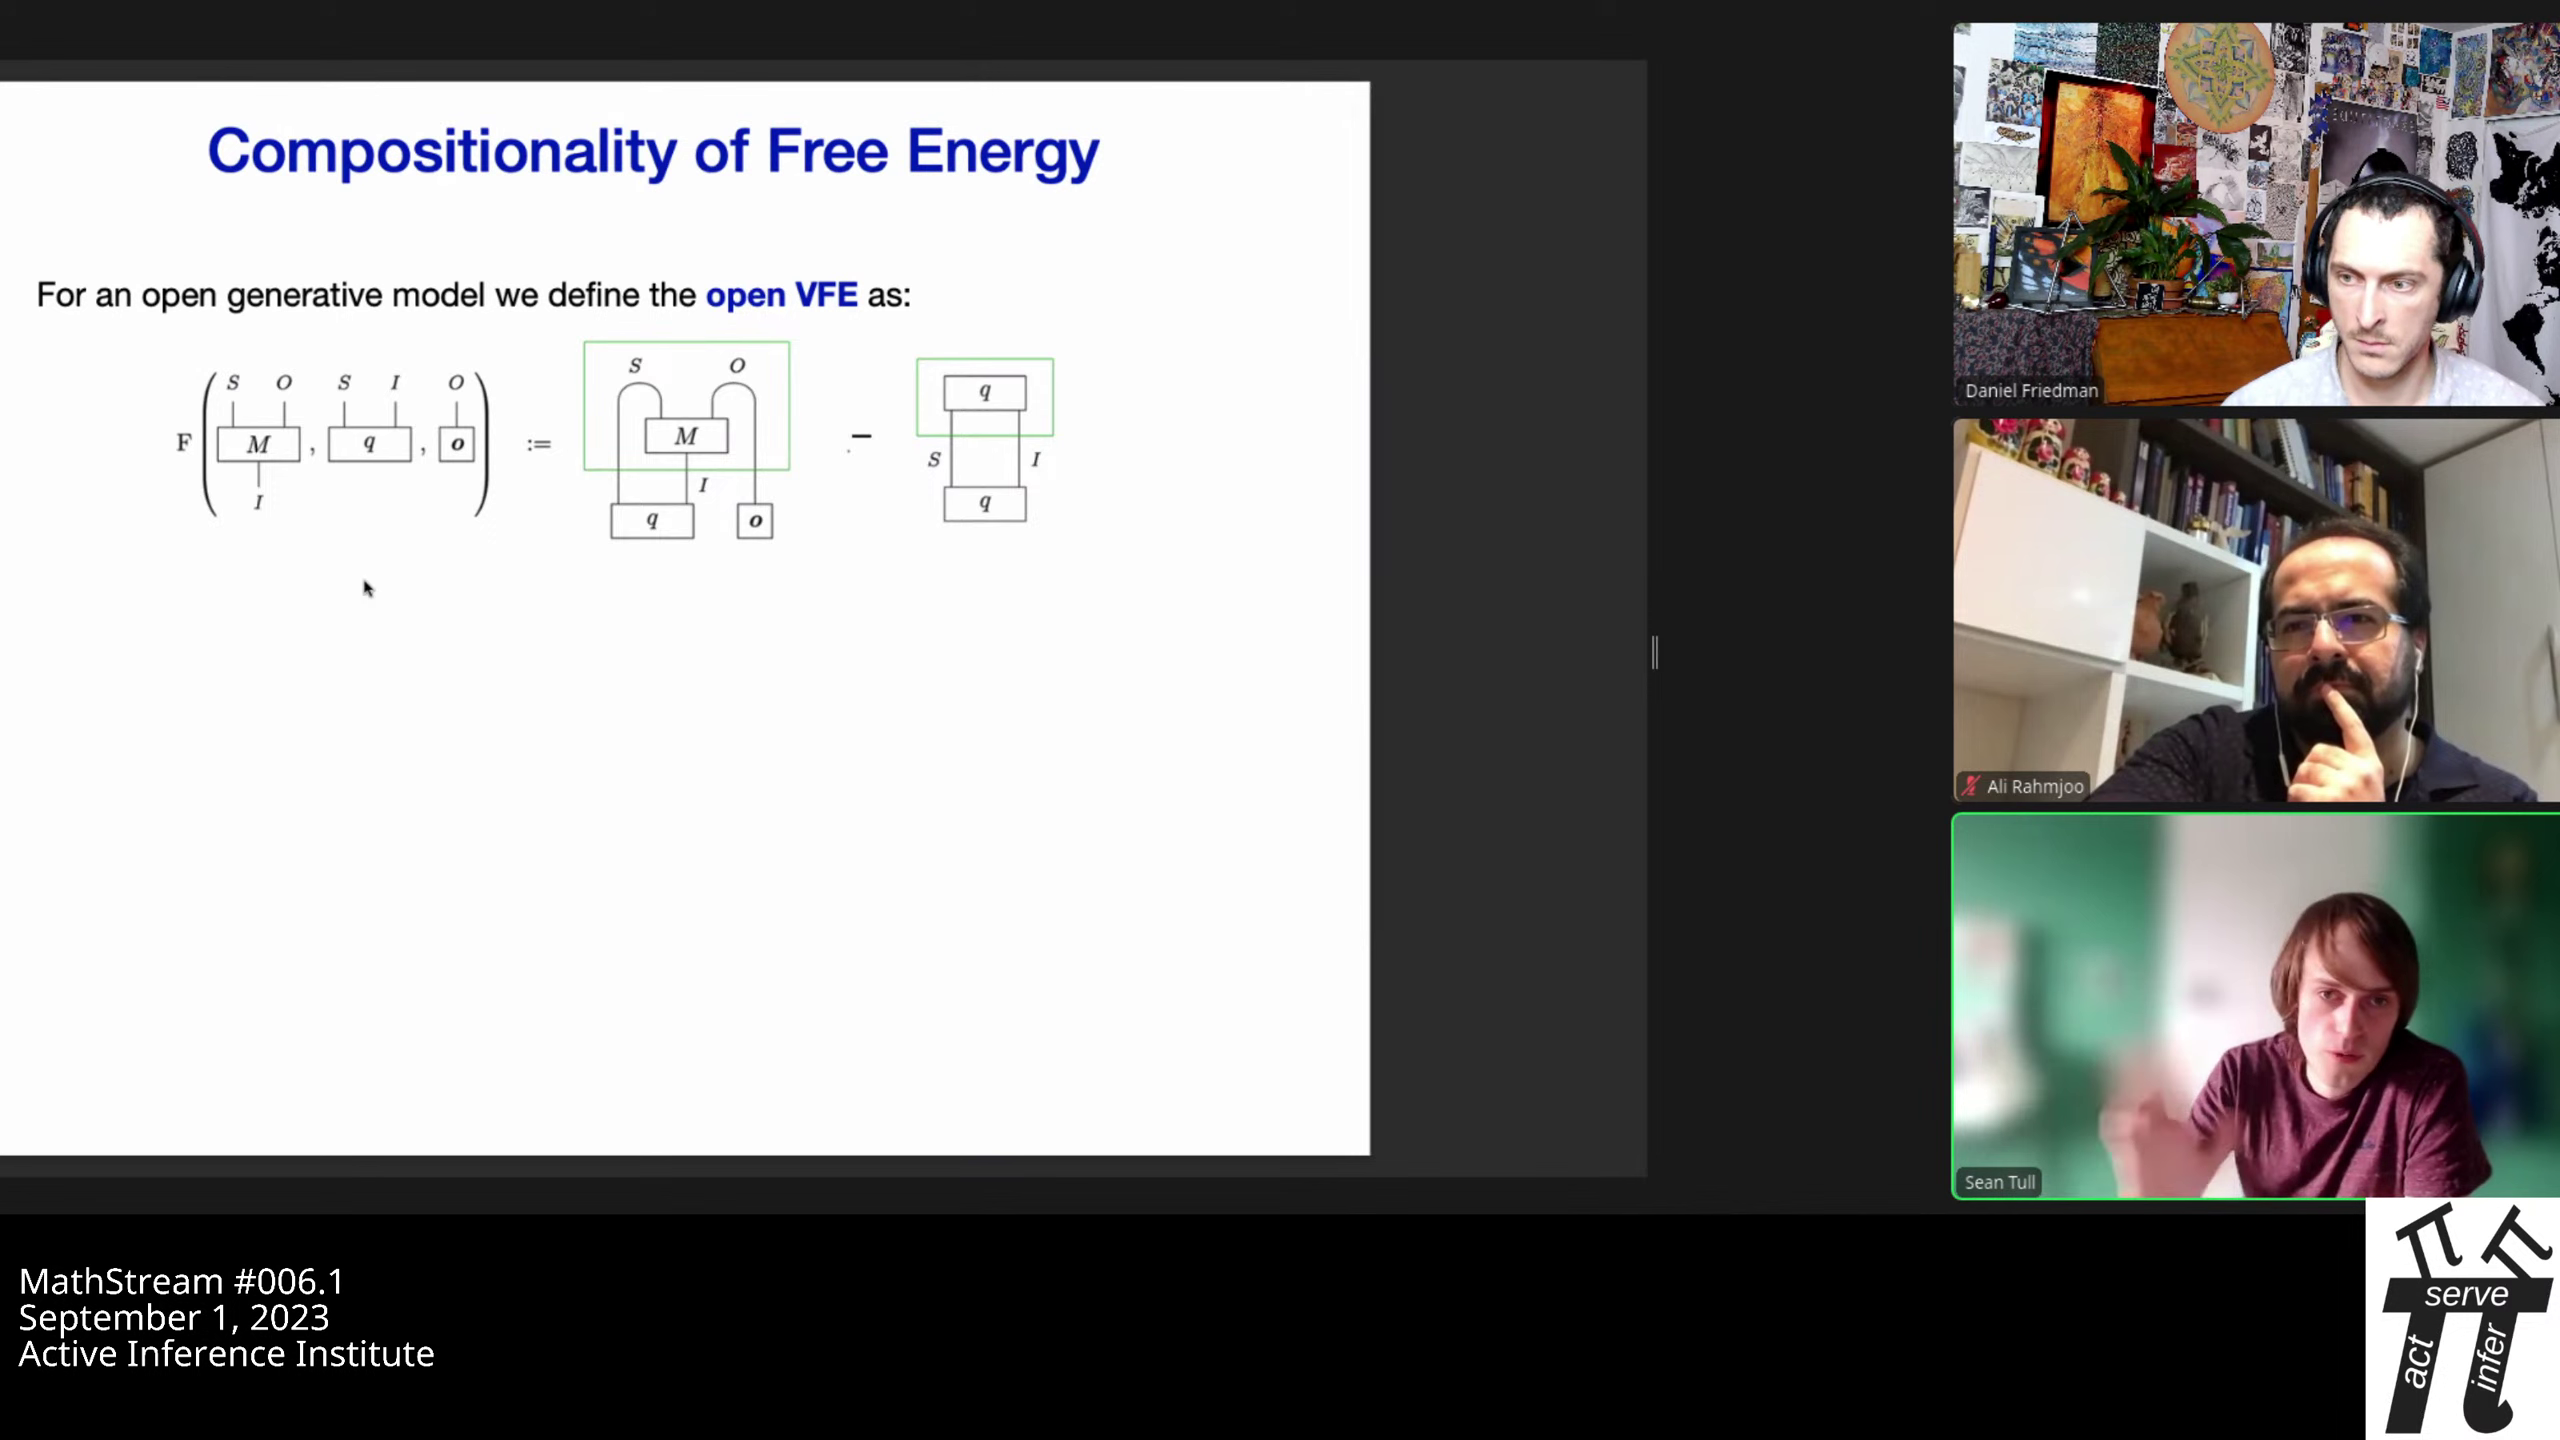 Compositionality of Free Energy
For an open generative model we define the open VFE as:
S O S I O
F ( M , q , o ) := M − q
I
S O
I
q o
S I
q
Daniel Friedman
Ali Rahmjoo
Sean Tull
MathStream #006.1
September 1, 2023
Active Inference Institute
π π
serve
act
infer